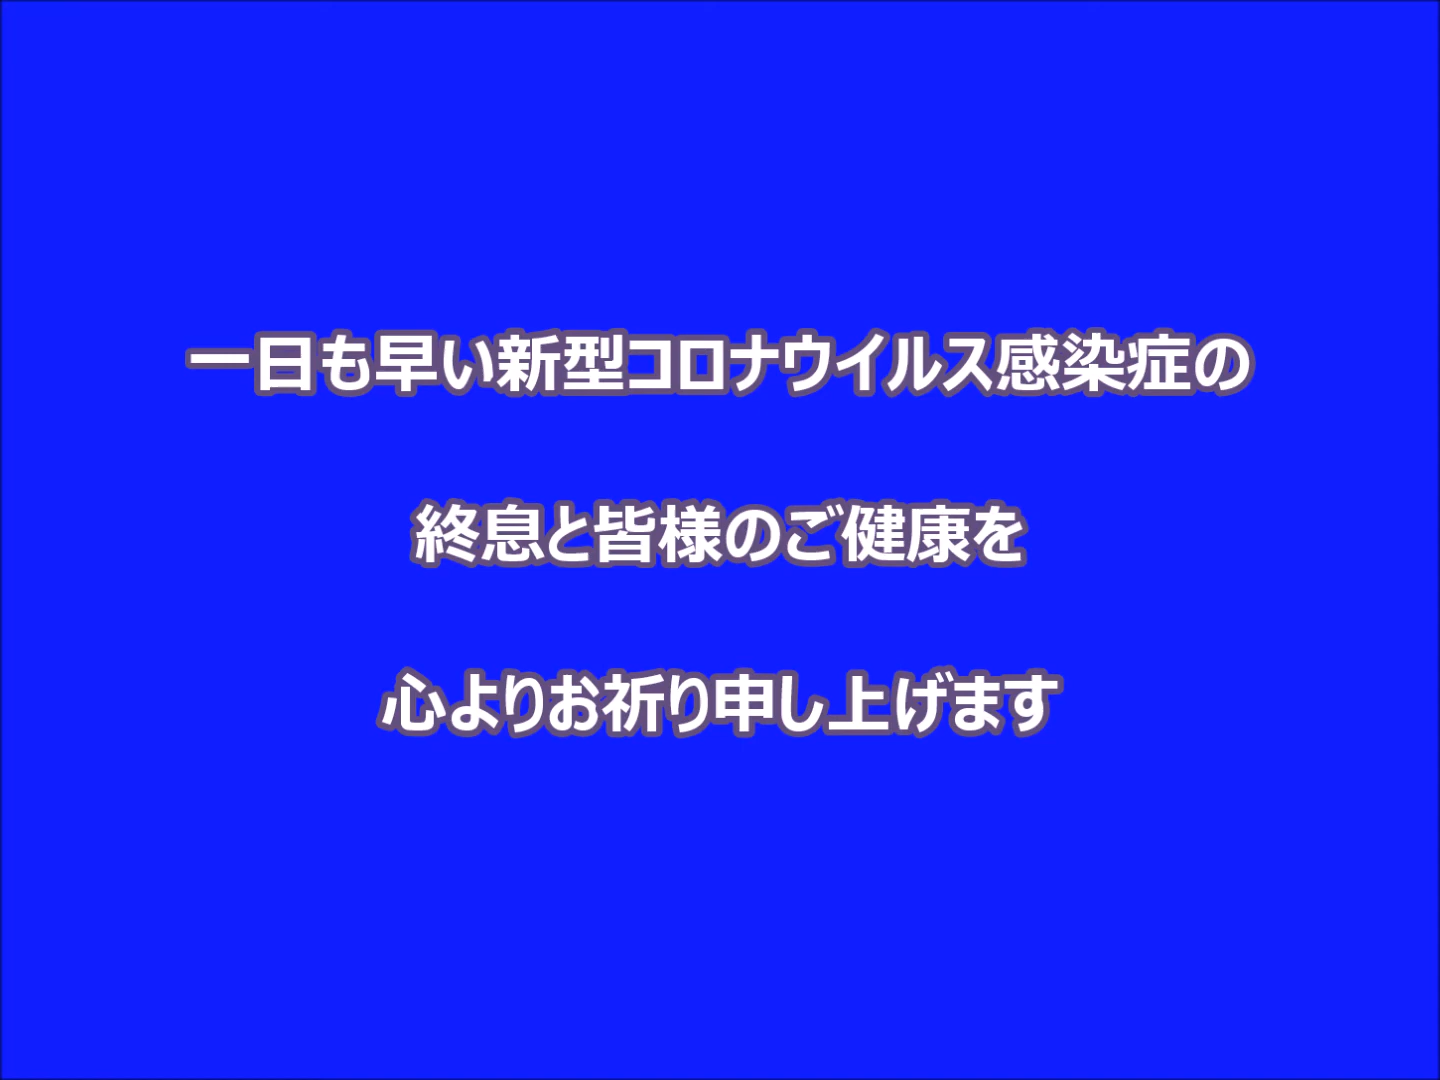 一日も早い新型コロナウイルス感染症の
終息と皆様のご健康を
心よりお祈り申し上げます